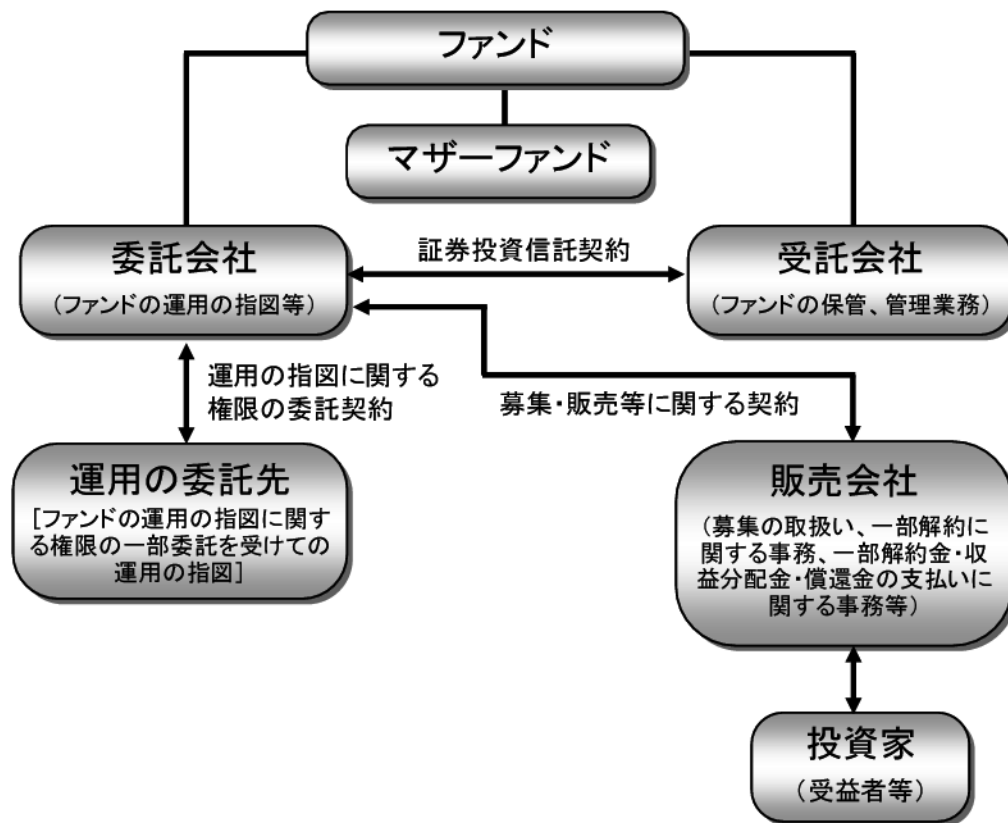 ファンド
マザーファンド
委託会社
（ファンドの運用の指図等）
証券投資信託契約
受託会社
（ファンドの保管、管理業務）
運用の指図に関する
権限の委託契約
募集・販売等に関する契約
運用の委託先
[ファンドの運用の指図に関す
る権限の一部委託を受けての
運用の指図]
販売会社
（募集の取扱い、一部解約に
関する事務、一部解約金・収
益分配金・償還金の支払いに
関する事務等）
投資家
（受益者等）